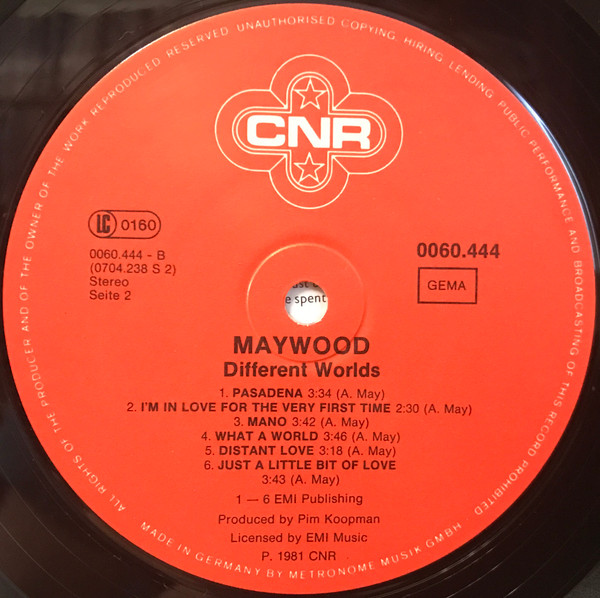 ALL RIGHTS OF THE PRODUCER AND OF THE OWNER OF THE WORK REPRODUCED RESERVED UNAUTHORISED COPYING, HIRING, LENDING, PUBLIC PERFORMANCE AND BROADCASTING OF THIS RECORD PROHIBITED
CNR
LC 0160
0060.444 - B
(0704.238 S 2)
Stereo
Seite 2
0060.444
GEMA
e spent
MAYWOOD
Different Worlds
1. PASADENA 3:34 (A. May)
2. I'M IN LOVE FOR THE VERY FIRST TIME 2:30 (A. May)
3. MANO 3:42 (A. May)
4. WHAT A WORLD 3:46 (A. May)
5. DISTANT LOVE 3:18 (A. May)
6. JUST A LITTLE BIT OF LOVE
3:43 (A. May)
1 — 6 EMI Publishing
Produced by Pim Koopman
Licensed by EMI Music
P. 1981 CNR
MADE IN GERMANY BY METRONOME MUSIK GMBH